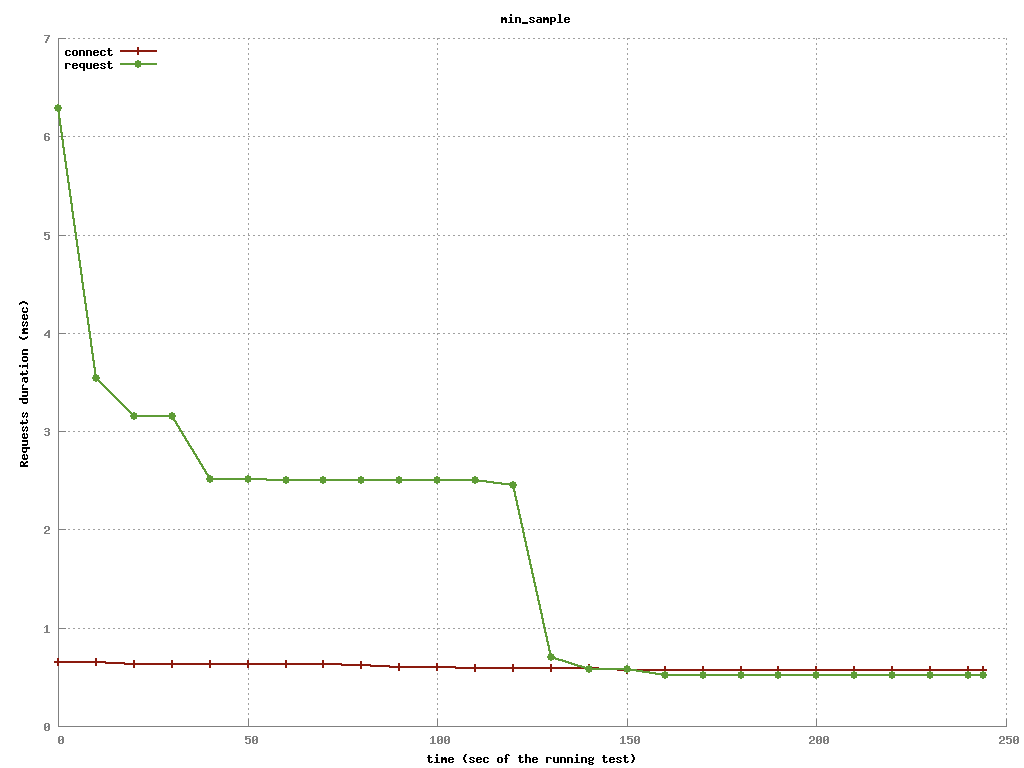 min_sample
connect
request
7
6
5
4
3
2
1
0
Requests duration (msec)
0 50 100 150 200 250
time (sec of the running test)